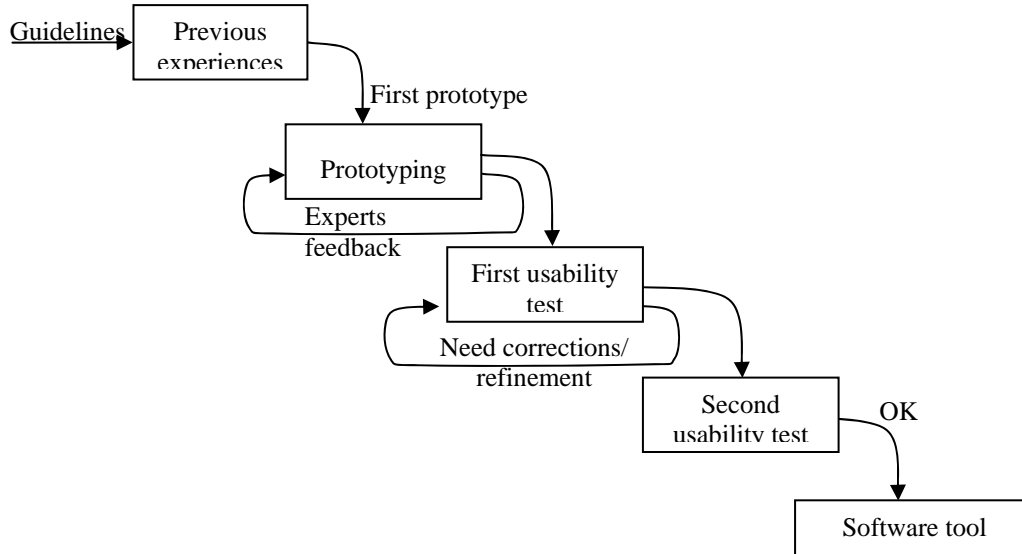 Guidelines
Previous
experiences
First prototype
Prototyping
Experts
feedback
First usability
test
Need corrections/
refinement
Second
usability test
OK
Software tool